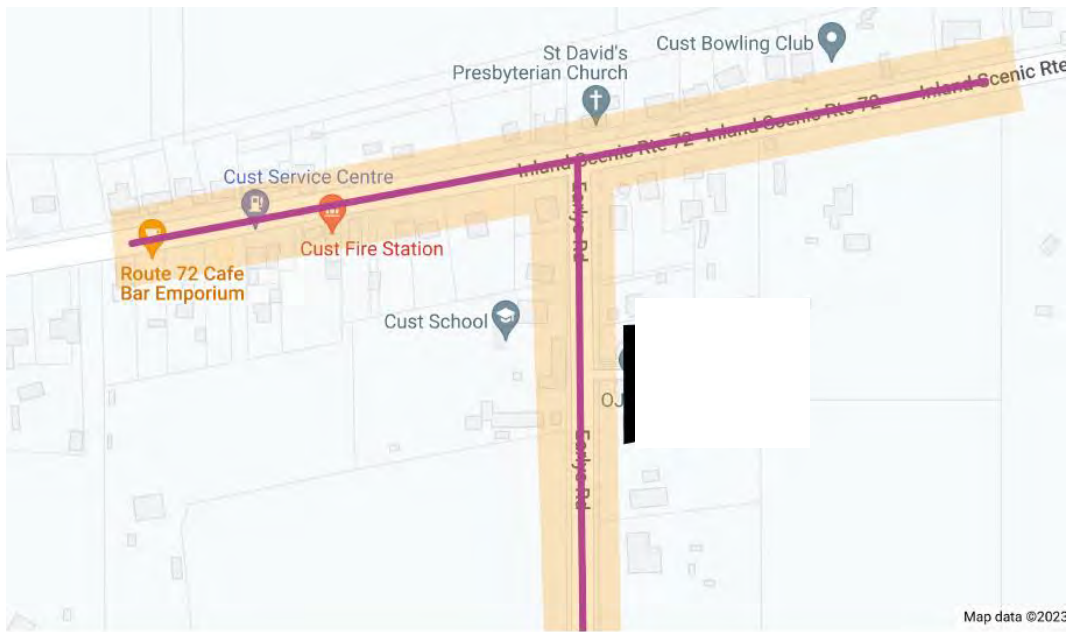 Cust Bowling Club
St David's
Presbyterian Church
Inland Scenic Rte
Inland Scenic Rte 72
Inland Scenic Rte 72
Cust Service Centre
Earlys Rd
Cust Fire Station
Route 72 Cafe
Bar Emporium
Cust School
OJ
Earlys Rd
Map data ©2023